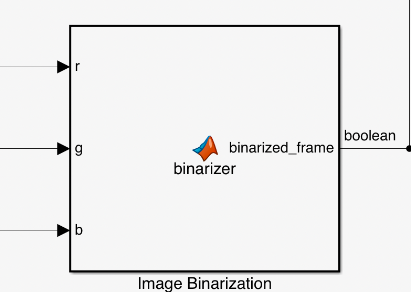 r
g
b
binarizer
binarized_frame
boolean
Image Binarization